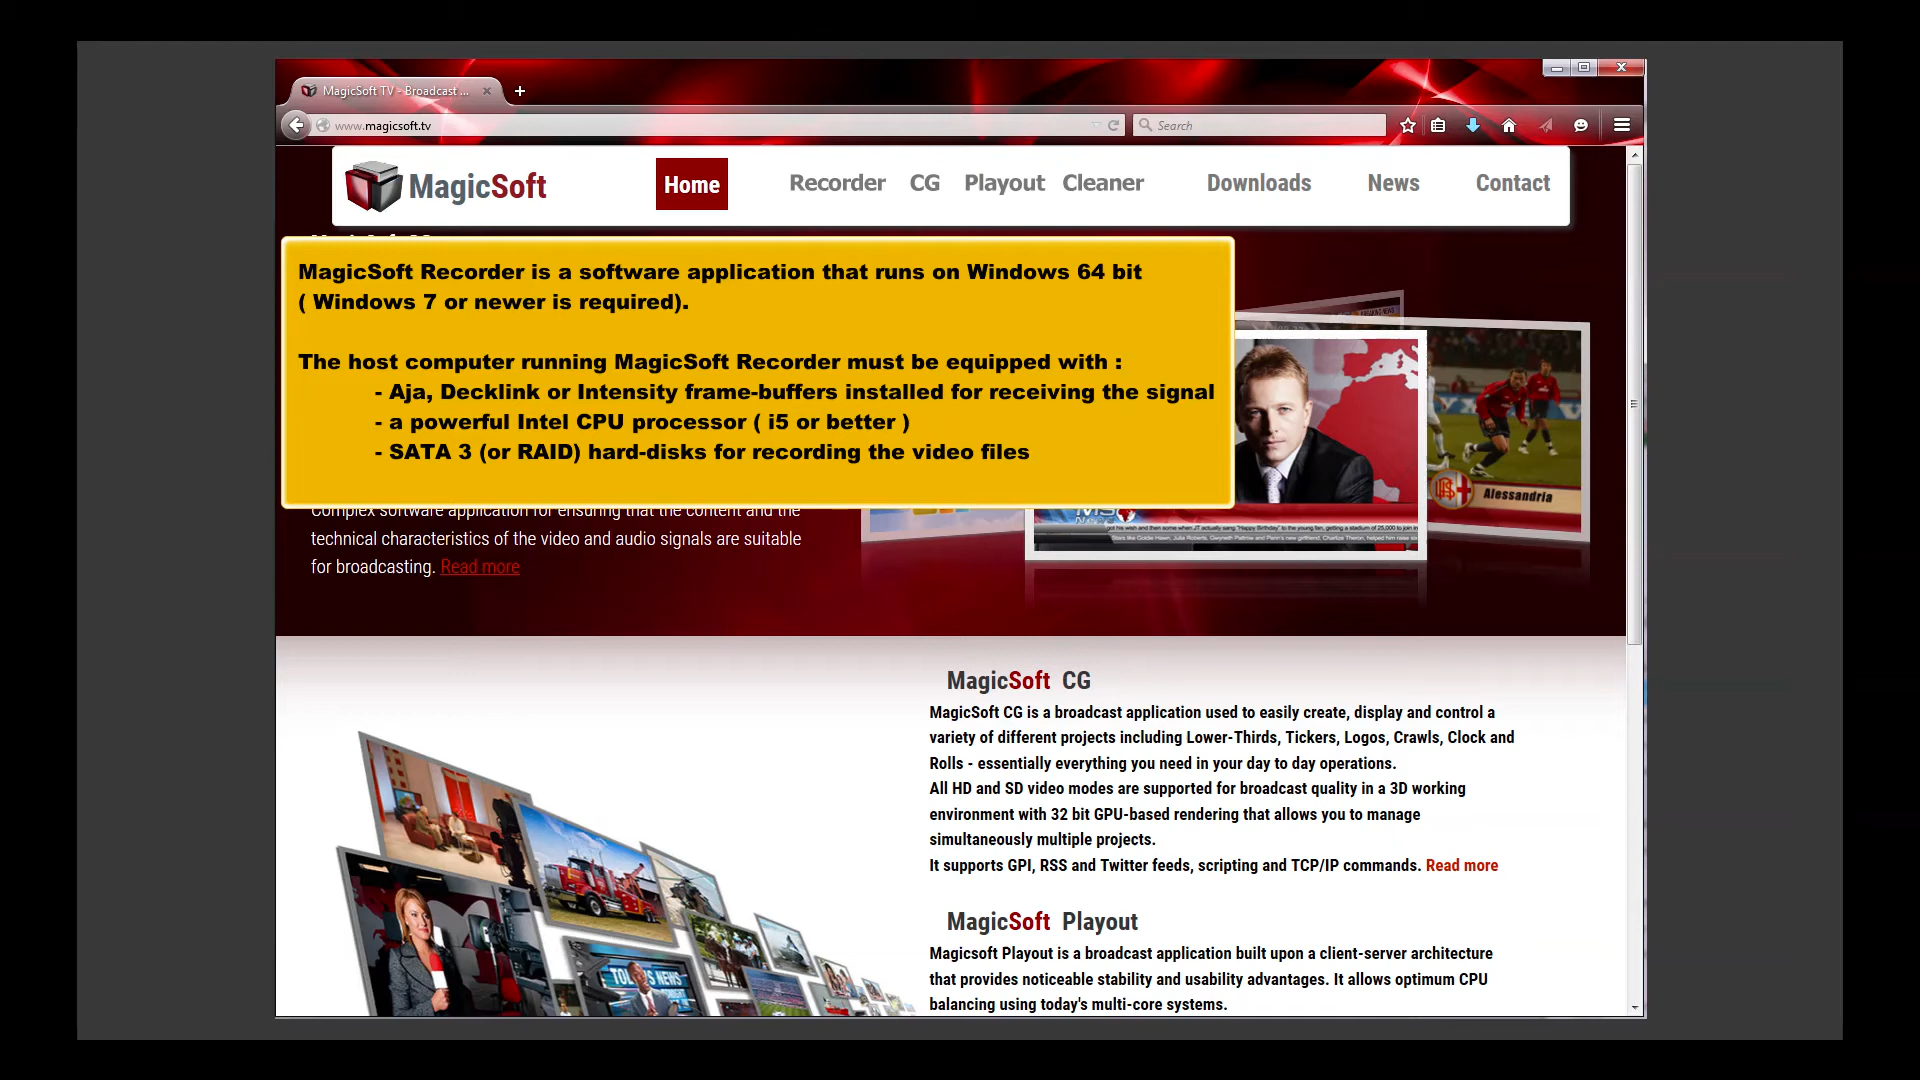 MagicSoft TV - Broadcast ...
www.magicsoft.tv
Search
MagicSoft
Home
Recorder
CG
Playout
Cleaner
Downloads
News
Contact
MagicSoft Recorder is a software application that runs on Windows 64 bit
( Windows 7 or newer is required).
The host computer running MagicSoft Recorder must be equipped with :
- Aja, Decklink or Intensity frame-buffers installed for receiving the signal
- a powerful Intel CPU processor ( i5 or better )
- SATA 3 (or RAID) hard-disks for recording the video files
Complex software application for ensuring that the content and the
technical characteristics of the video and audio signals are suitable
for broadcasting. Read more
Alessandria
MagicSoft CG
MagicSoft CG is a broadcast application used to easily create, display and control a
variety of different projects including Lower-Thirds, Tickers, Logos, Crawls, Clock and
Rolls - essentially everything you need in your day to day operations.
All HD and SD video modes are supported for broadcast quality in a 3D working
environment with 32 bit GPU-based rendering that allows you to manage
simultaneously multiple projects.
It supports GPI, RSS and Twitter feeds, scripting and TCP/IP commands. Read more
MagicSoft Playout
Magicsoft Playout is a broadcast application built upon a client-server architecture
that provides noticeable stability and usability advantages. It allows optimum CPU
balancing using today's multi-core systems.